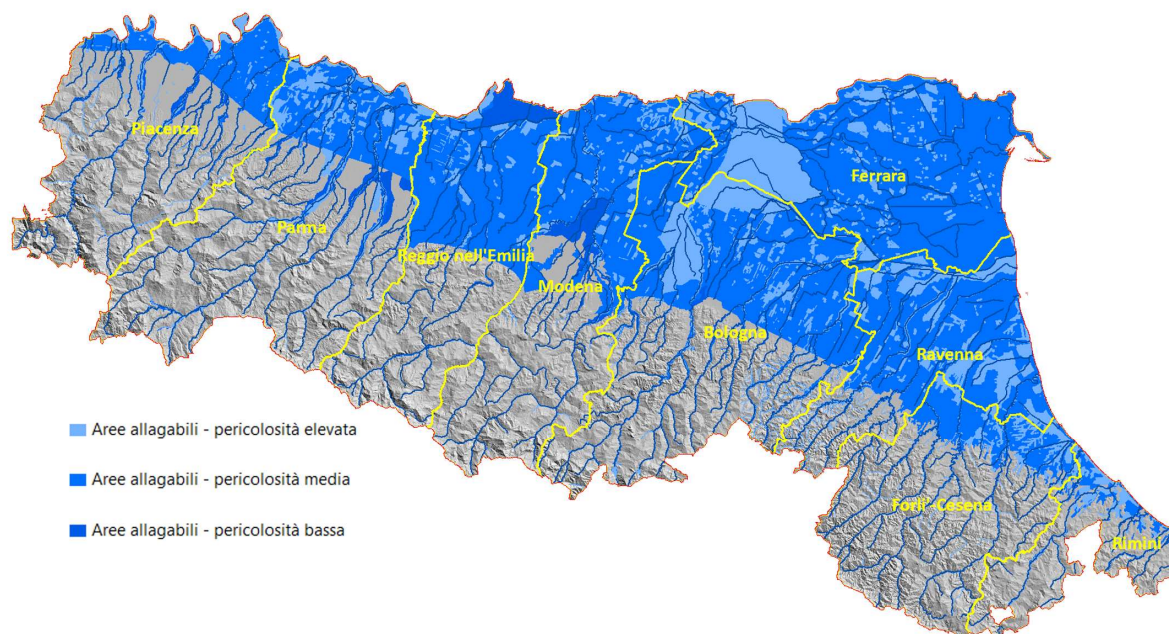 Piacenza
Parma
Reggio nell'Emilia
Modena
Bologna
Ferrara
Ravenna
Forli'-Cesena
Rimini
Aree allagabili - pericolosità elevata
Aree allagabili - pericolosità media
Aree allagabili - pericolosità bassa